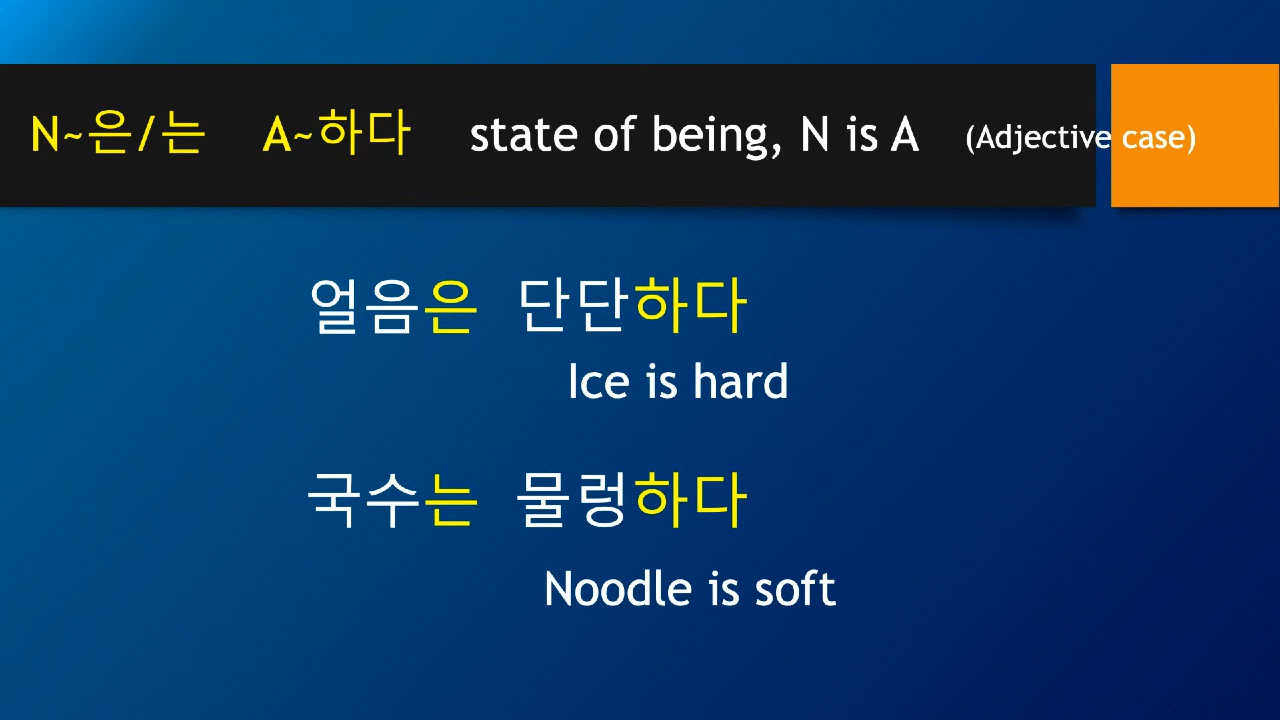 N~은/는 A~하다 state of being, N is A (Adjective case)
얼음은 단단하다
Ice is hard
국수는 물렁하다
Noodle is soft